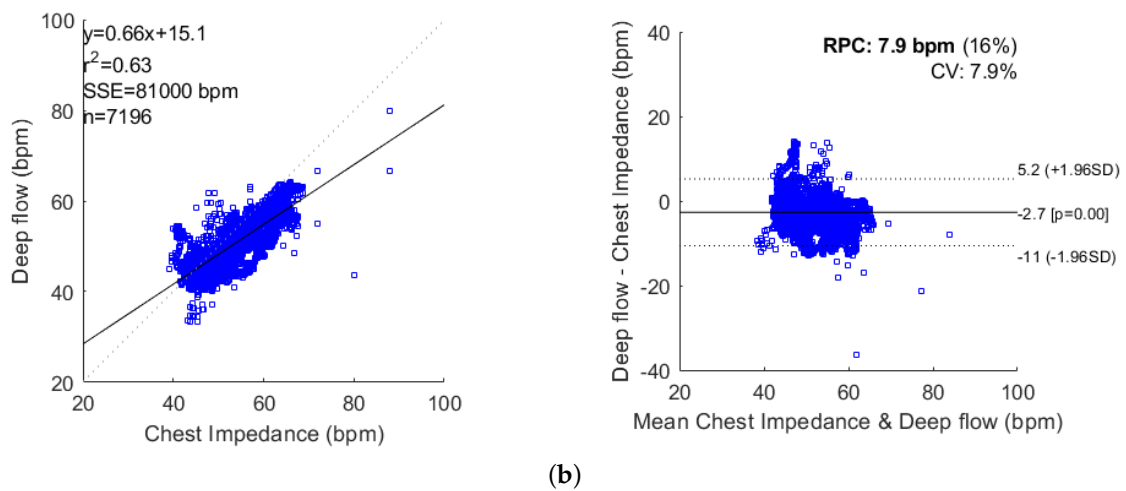 y=0.66x+15.1
r²=0.63
SSE=81000 bpm
n=7196
100
80
60
40
20
20 40 60 80 100
Deep flow (bpm)
Chest Impedance (bpm)
RPC: 7.9 bpm (16%)
CV: 7.9%
40
20
0
-20
-40
20 40 60 80 100
5.2 (+1.96SD)
-2.7 [p=0.00]
-11 (-1.96SD)
Deep flow - Chest Impedance (bpm)
Mean Chest Impedance & Deep flow (bpm)
(b)